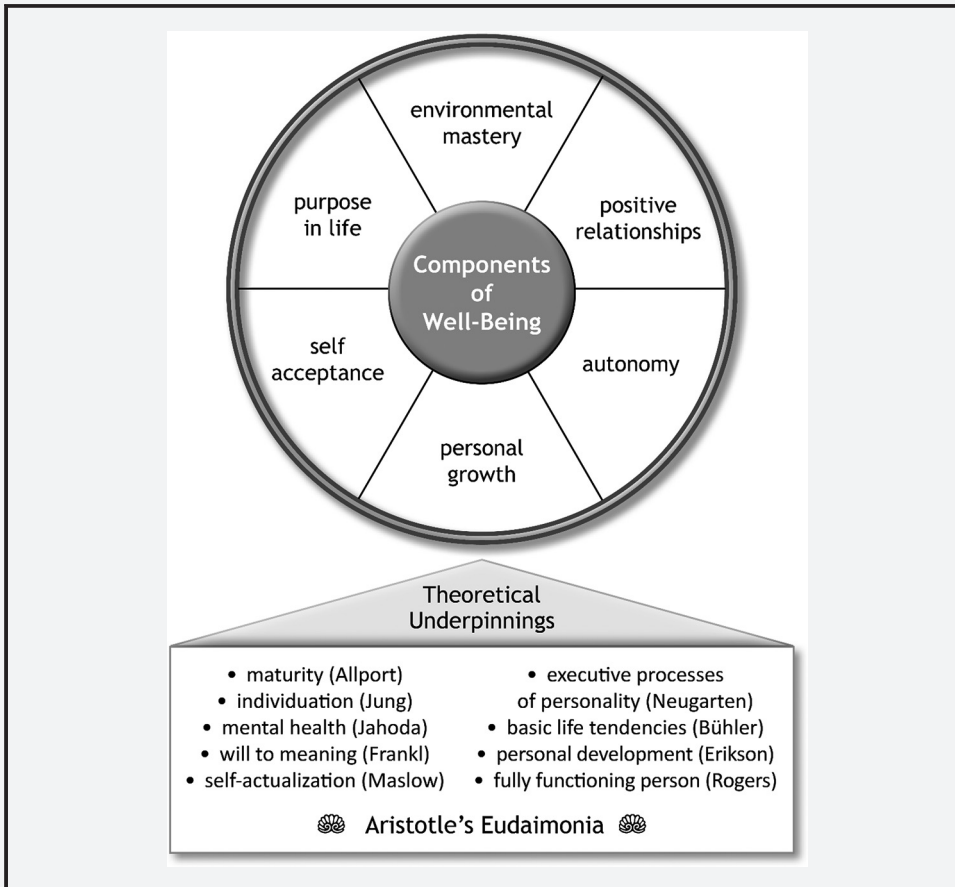 environmental
mastery
positive
relationships
autonomy
personal
growth
self
acceptance
purpose
in life
Components
of
Well-Being
Theoretical
Underpinnings
• maturity (Allport)
• individuation (Jung)
• mental health (Jahoda)
• will to meaning (Frankl)
• self-actualization (Maslow)
• executive processes
of personality (Neugarten)
• basic life tendencies (Bühler)
• personal development (Erikson)
• fully functioning person (Rogers)
Aristotle's Eudaimonia